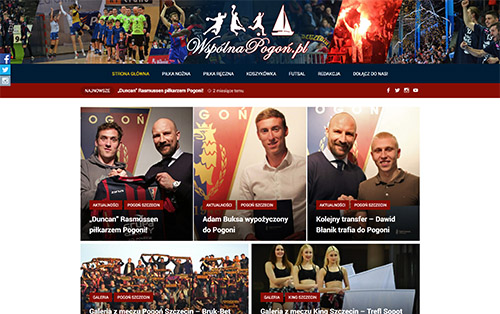 WspólnaPogoń.pl
STRONA GŁÓWNA PIŁKA NOŻNA PIŁKA RĘCZNA KOSZYKÓWKA FUTSAL REDAKCJA DOŁĄCZ DO NAS!
NAJNOWSZE „Duncan” Rasmussen piłkarzem Pogoni! 2 miesiące temu
AKTUALNOŚCI POGOŃ SZCZECIN
„Duncan” Rasmussen
piłkarzem Pogoni!
AKTUALNOŚCI POGOŃ SZCZECIN
Adam Buksa wypożyczony
do Pogoni
AKTUALNOŚCI POGOŃ SZCZECIN
Kolejny transfer – Dawid
Błanik trafia do Pogoni
GALERIA POGOŃ SZCZECIN
Galeria z meczu Pogoń Szczecin – Bruk-Bet
GALERIA KING SZCZECIN
Galeria z meczu King Szczecin – Trefl Sopot